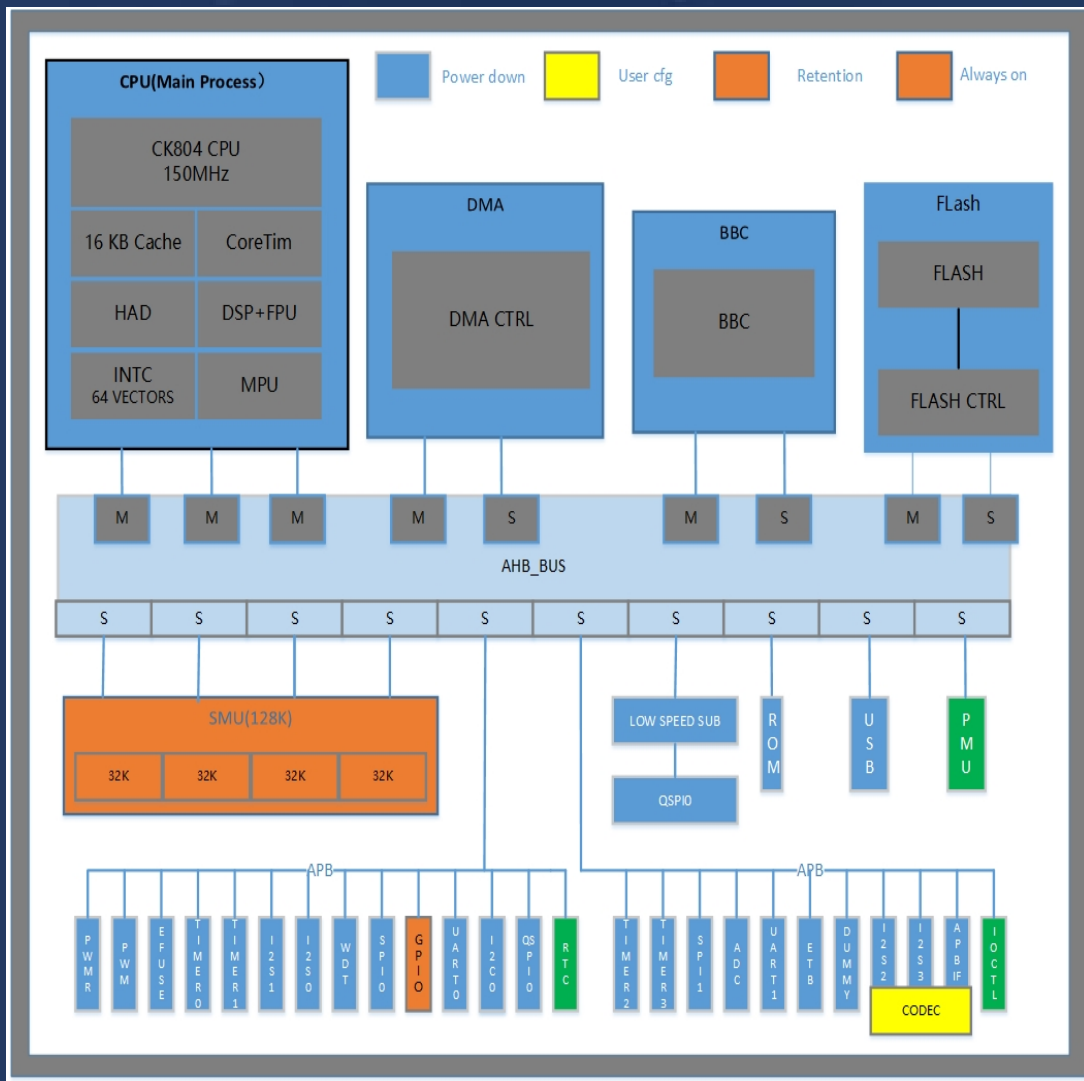 CPU(Main Process）
Power down
User cfg
Retention
Always on
CK804 CPU
150MHz
16 KB Cache
CoreTim
HAD
DSP+FPU
INTC
64 VECTORS
MPU
DMA
DMA CTRL
BBC
BBC
FLash
FLASH
FLASH CTRL
M
M
M
M
S
M
S
M
S
AHB_BUS
S
S
S
S
S
S
S
S
S
S
SMU(128K)
32K
32K
32K
32K
LOW SPEED SUB
QSPI0
ROM
USB
PMU
APB
APB
PWMR
PWM
EFUSE
TIMER0
TIMER1
I2S1
I2S0
WDT
SPI0
GPIO
UART0
I2C0
QSPI0
RTC
TIMER2
TIMER3
SPI1
ADC
UART1
ETB
DUMMY
I2S2
I2S3
APBIF
IOCTL
CODEC